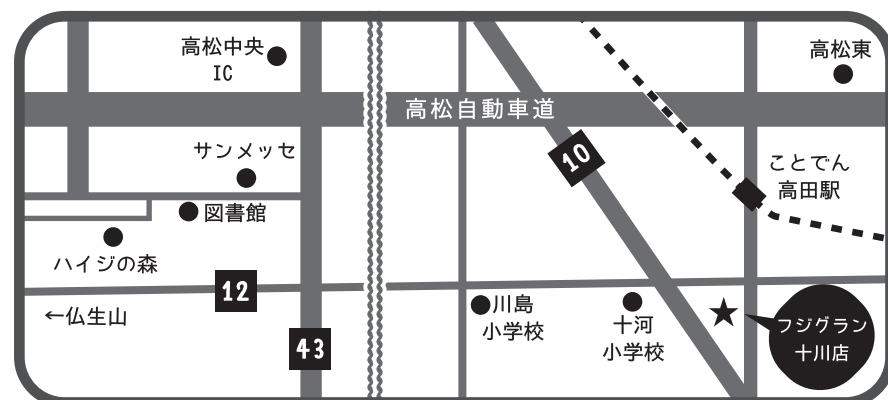 高松中央
IC
高松東
高松自動車道
サンメッセ
10
ことでん
高田駅
図書館
ハイジの森
12
←仏生山
43
川島
小学校
十河
小学校
フジグラン
十川店